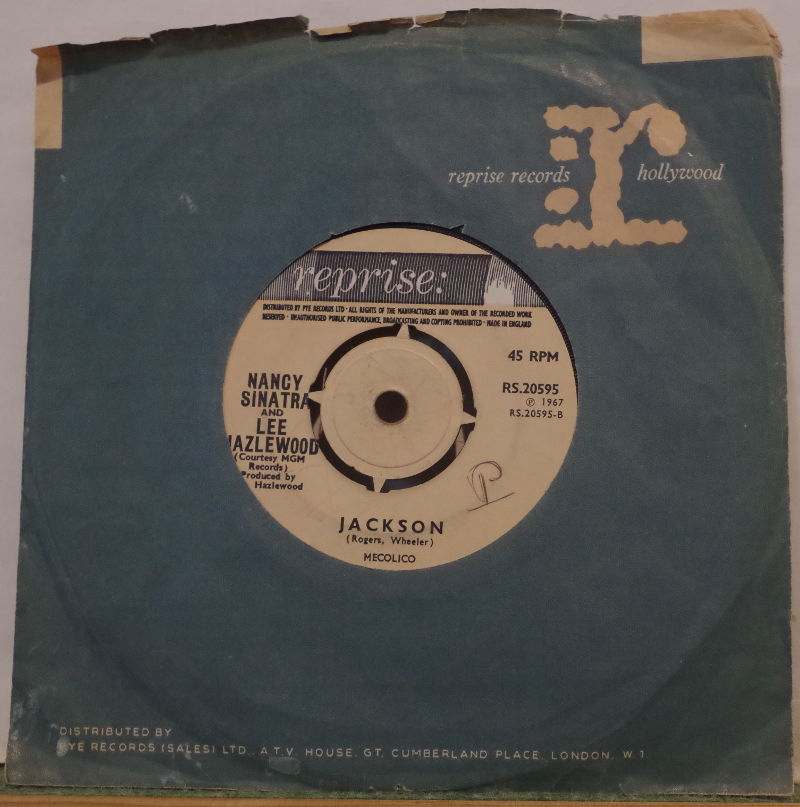 reprise records hollywood
reprise:
DISTRIBUTED BY PYE RECORDS LTD · ALL RIGHTS OF THE MANUFACTURERS AND OWNER OF THE RECORDED WORK
RESERVED · UNAUTHORISED PUBLIC PERFORMANCE, BROADCASTING AND COPYING PROHIBITED · MADE IN ENGLAND
45 RPM
NANCY
SINATRA
AND
LEE
HAZLEWOOD
(Courtesy MGM
Records)
Produced by
Hazlewood
RS.20595
℗ 1967
RS.20595-B
P
JACKSON
(Rogers, Wheeler)
MECOLICO
DISTRIBUTED BY
PYE RECORDS (SALES) LTD., A.T.V. HOUSE, GT. CUMBERLAND PLACE, LONDON, W.1.